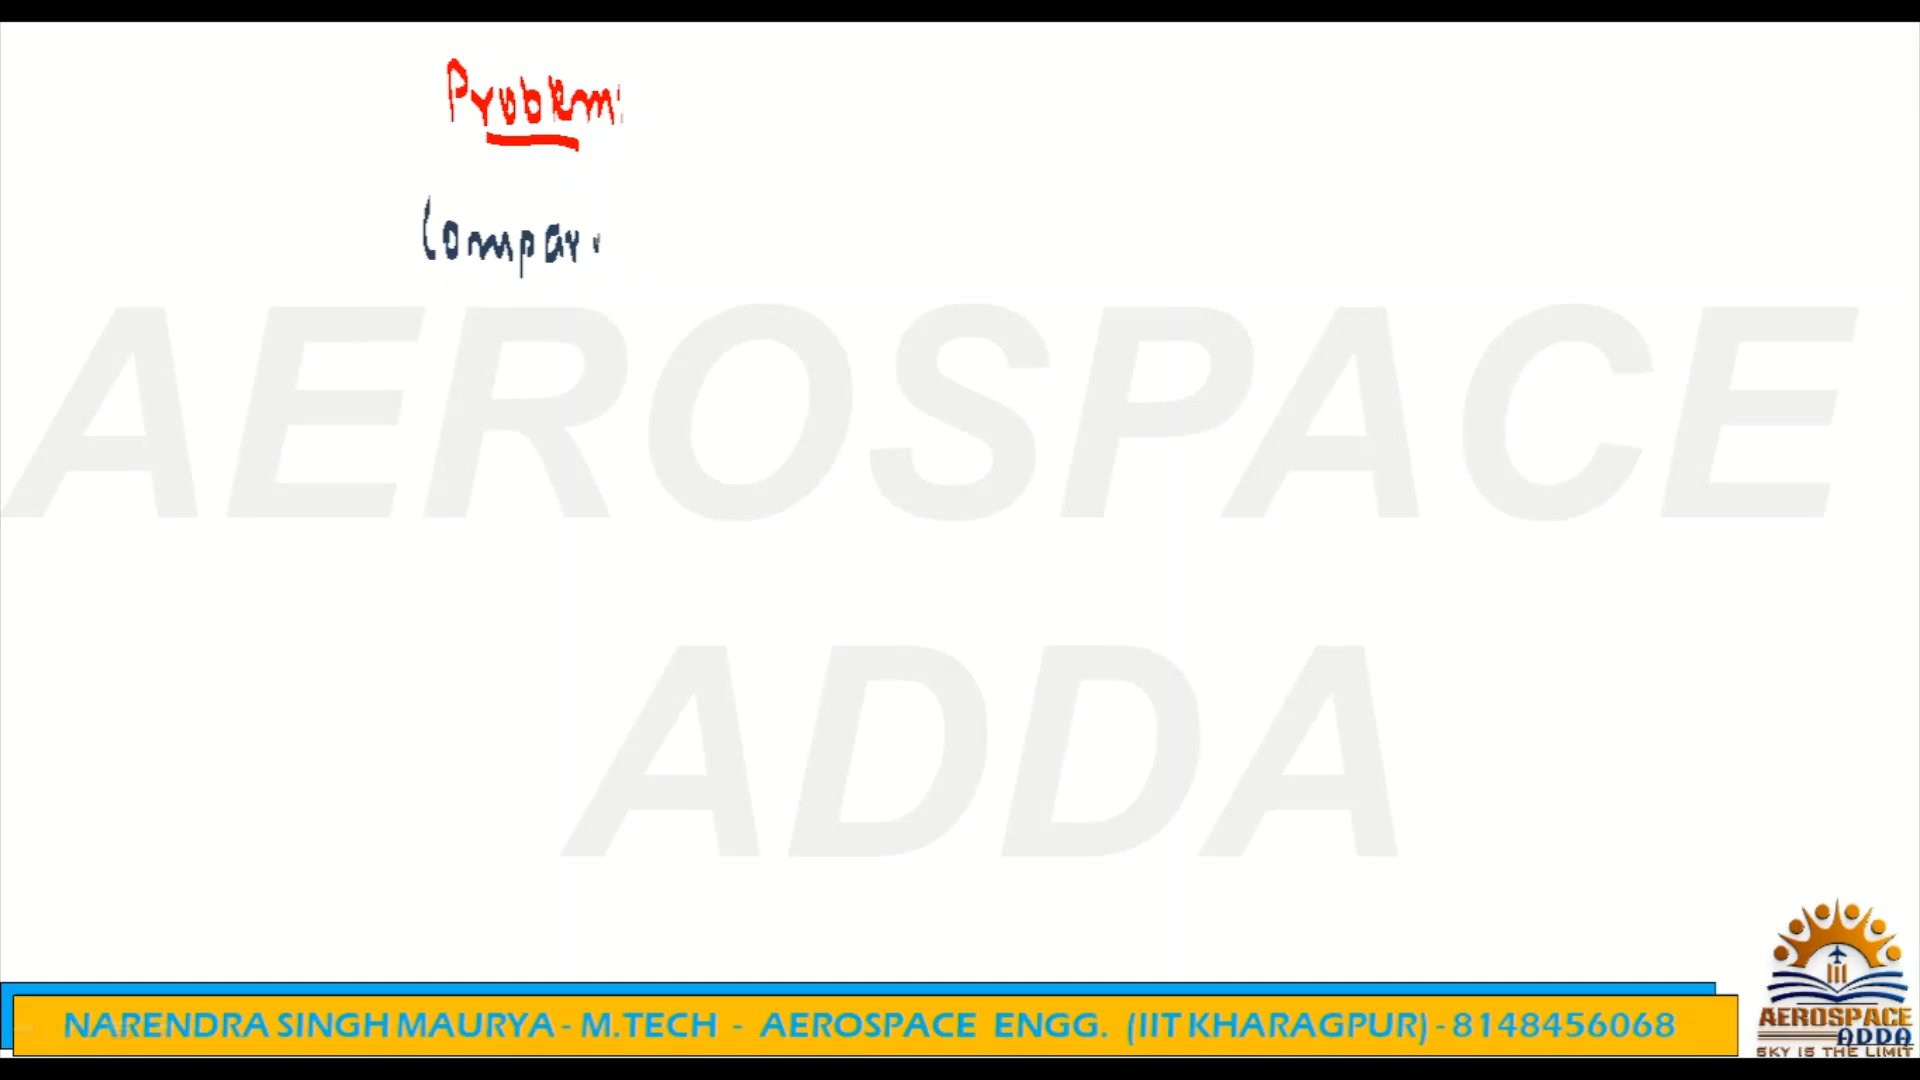 Problem:
Compar
AEROSPACE
ADDA
NARENDRA SINGH MAURYA - M.TECH - AEROSPACE ENGG. (IIT KHARAGPUR) - 8148456068
AEROSPACE
ADDA
SKY IS THE LIMIT